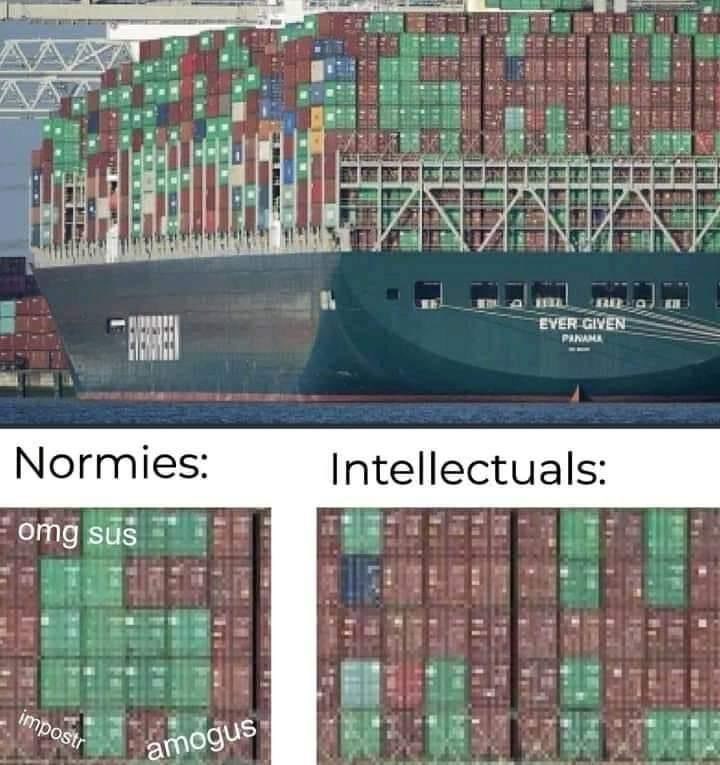 EVER GIVEN
PANAMA
Normies:
Intellectuals:
omg sus
impostr
amogus